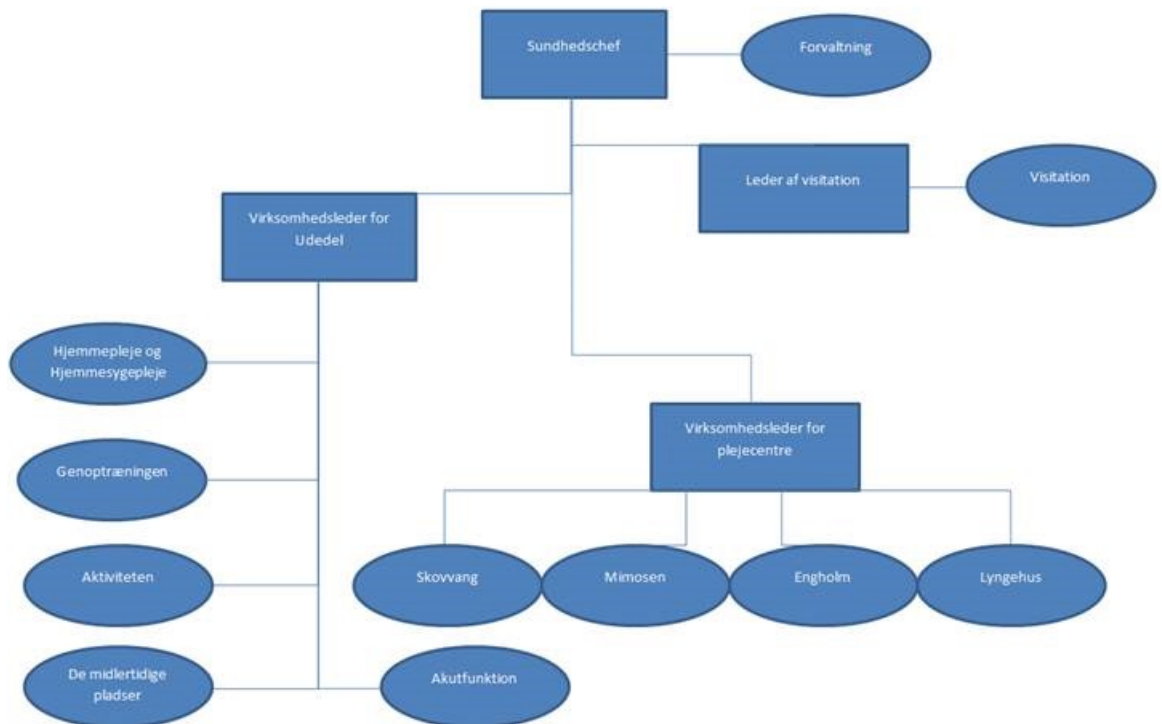 Sundhedschef
Forvaltning
Leder af visitation
Visitation
Virksomhedsleder for
Udedel
Hjemmepleje og
Hjemmesygepleje
Genoptræningen
Aktiviteten
De midlertidige
pladser
Akutfunktion
Virksomhedsleder for
plejecentre
Skovvang
Mimosen
Engholm
Lyngehus